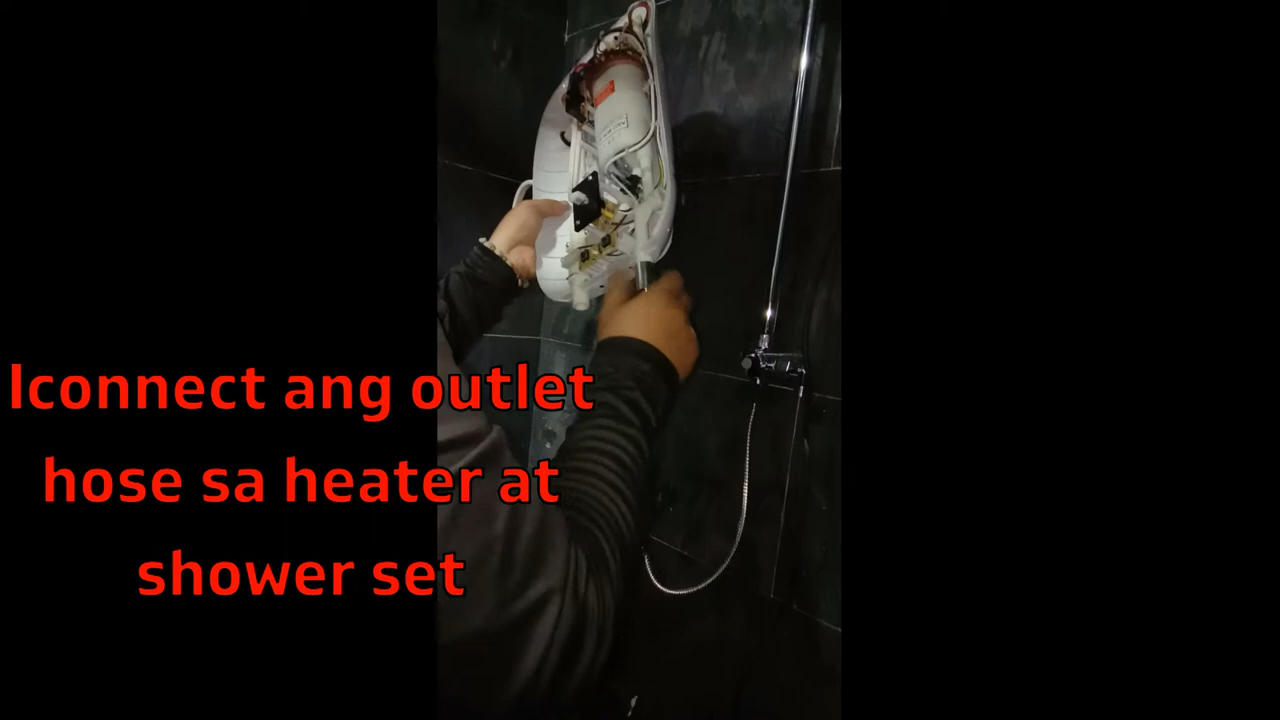 Iconnect ang outlet
hose sa heater at
shower set